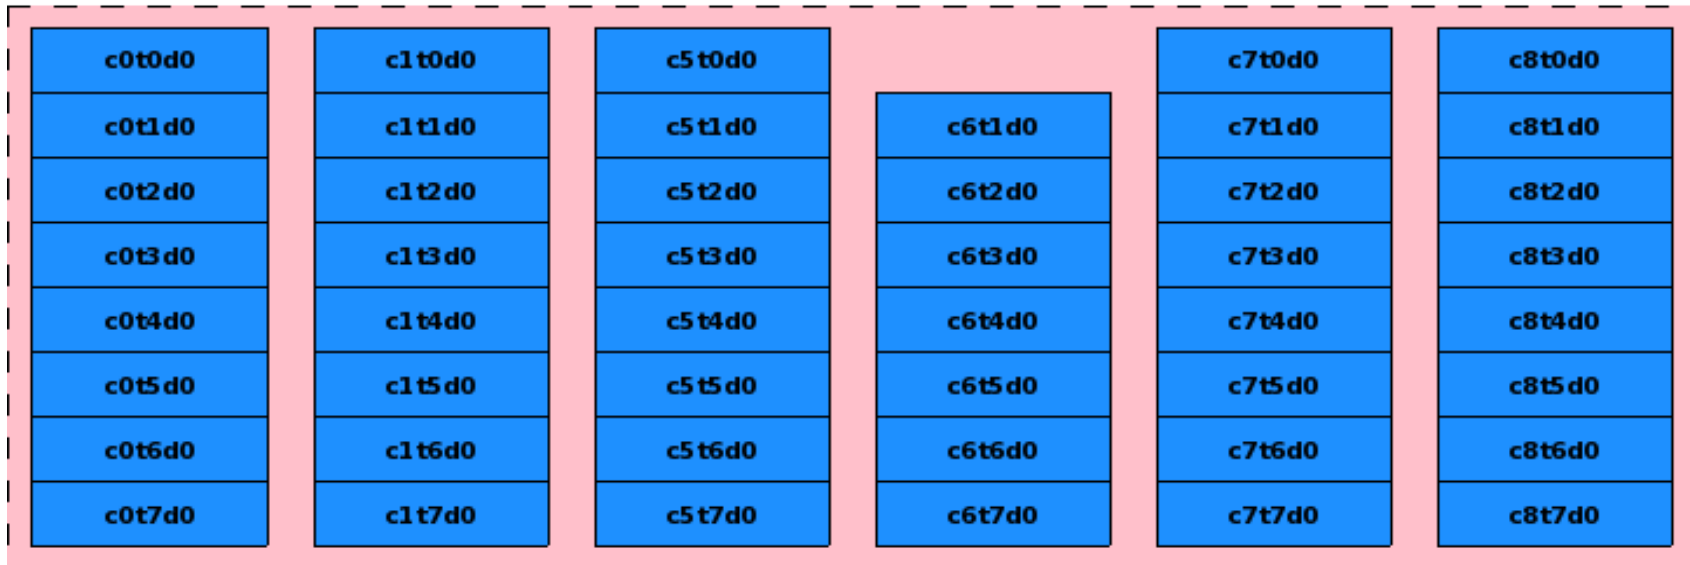 c0t0d0 c1t0d0 c5t0d0 c7t0d0 c8t0d0
c0t1d0 c1t1d0 c5t1d0 c6t1d0 c7t1d0 c8t1d0
c0t2d0 c1t2d0 c5t2d0 c6t2d0 c7t2d0 c8t2d0
c0t3d0 c1t3d0 c5t3d0 c6t3d0 c7t3d0 c8t3d0
c0t4d0 c1t4d0 c5t4d0 c6t4d0 c7t4d0 c8t4d0
c0t5d0 c1t5d0 c5t5d0 c6t5d0 c7t5d0 c8t5d0
c0t6d0 c1t6d0 c5t6d0 c6t6d0 c7t6d0 c8t6d0
c0t7d0 c1t7d0 c5t7d0 c6t7d0 c7t7d0 c8t7d0